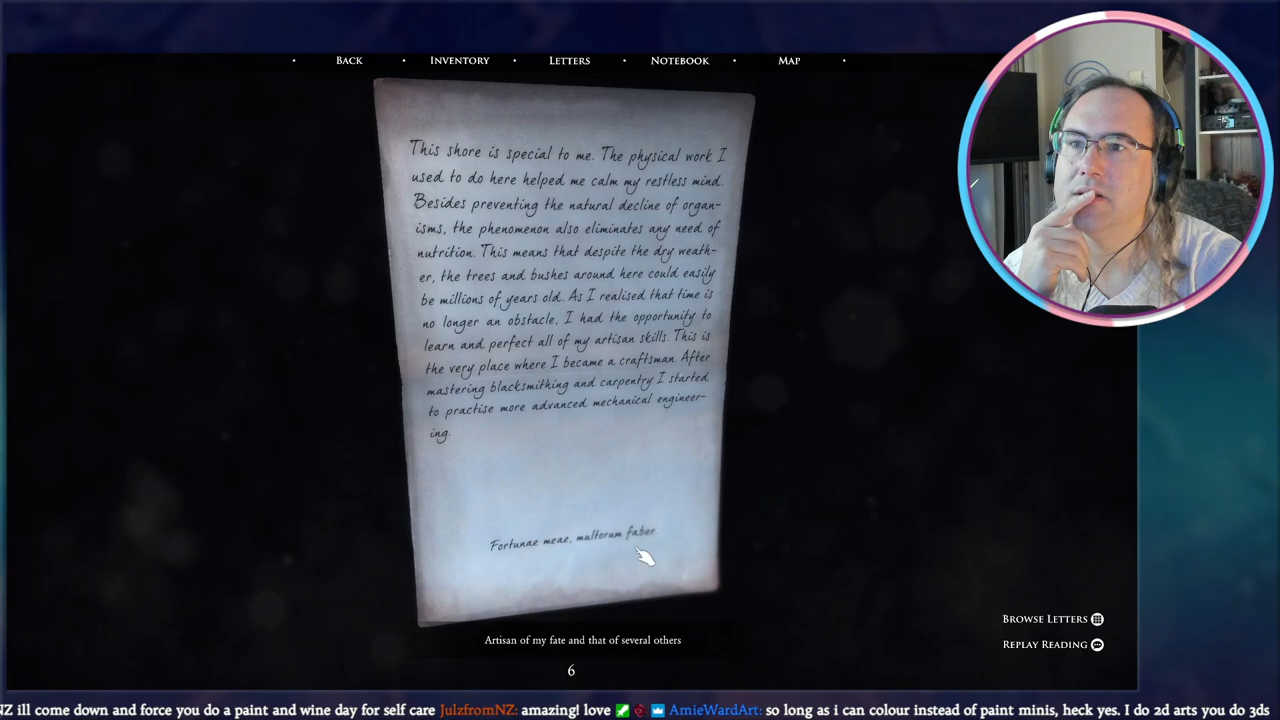 BACK
INVENTORY
LETTERS
NOTEBOOK
MAP
This shore is special to me. The physical work I
used to do here helped me calm my restless mind.
Besides preventing the natural decline of organ-
isms, the phenomenon also eliminates any need of
nutrition. This means that despite the dry weath-
er, the trees and bushes around here could easily
be millions of years old. As I realised that time is
no longer an obstacle, I had the opportunity to
learn and perfect all of my artisan skills. This is
the very place where I became a craftsman. After
mastering blacksmithing and carpentry I started
to practise more advanced mechanical engineer-
ing.
Fortunae meae, multorum faber.
Artisan of my fate and that of several others
6
BROWSE LETTERS
REPLAY READING
NZ ill come down and force you do a paint and wine day for self care JulzfromNZ: amazing! love AmieWardArt: so long as i can colour instead of paint minis, heck yes. I do 2d arts you do 3ds